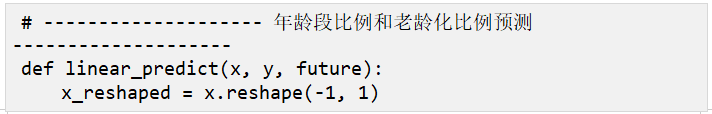 # ------------------- 年龄段比例和老龄化比例预测
-------------------
def linear_predict(x, y, future):
x_reshaped = x.reshape(-1, 1)